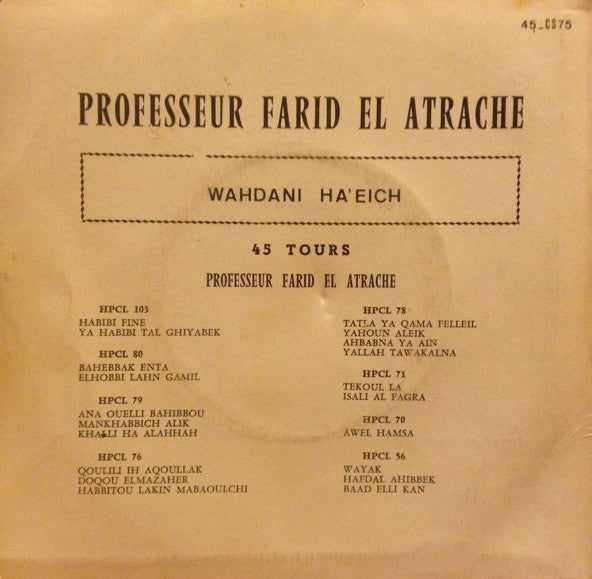 45_CS75
PROFESSEUR FARID EL ATRACHE
WAHDANI HA'EICH
45 TOURS
PROFESSEUR FARID EL ATRACHE
HPCL 103
HABIBI FINE
YA HABIBI TAL GHIYABEK
HPCL 80
BAHEBBAK ENTA
ELHOBBI LAHN GAMIL
HPCL 79
ANA OUELLI BAHIBBOU
MANKHABBICH ALIK
KHALLI HA ALAHHAH
HPCL 76
QOULILI IH AQOULLAK
DOQOU ELMAZAHER
HABBITOU LAKIN MABAOULCHI
HPCL 78
TATLA YA QAMA FELLEIL
YAHOUN ALEIK
AHBABNA YA AIN
YALLAH TAWAKALNA
HPCL 71
TEKOUL LA
ISALI AL FAGRA
HPCL 70
AWEL HAMSA
HPCL 56
WAYAK
HAFDAL AHIBBEK
BAAD ELLI KAN